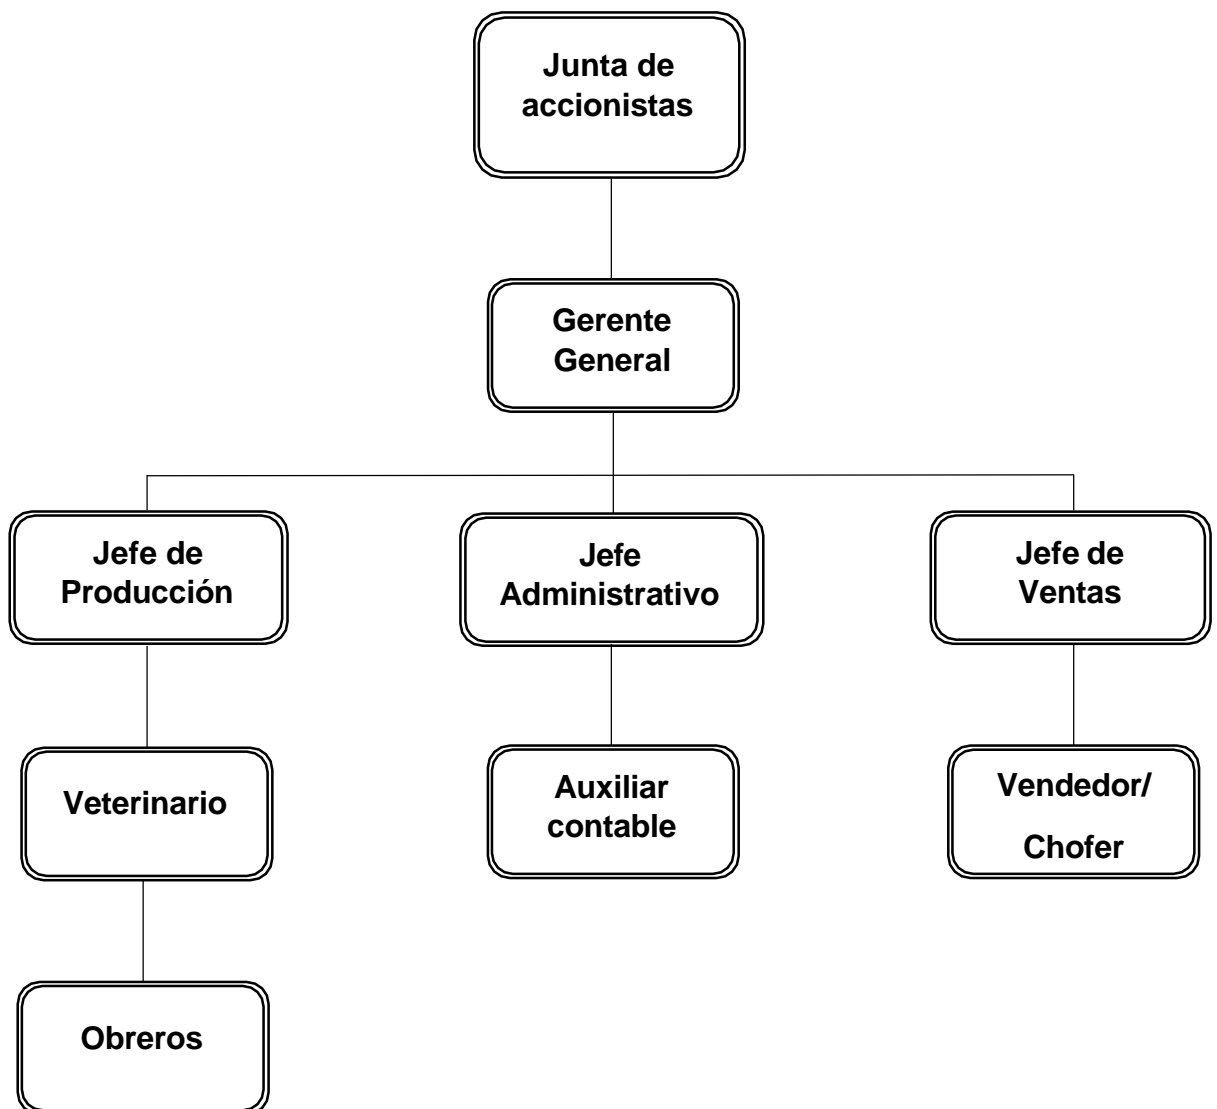 Junta de
accionistas
Gerente
General
Jefe de
Producción
Jefe
Administrativo
Jefe de
Ventas
Veterinario
Auxiliar
contable
Vendedor/
Chofer
Obreros